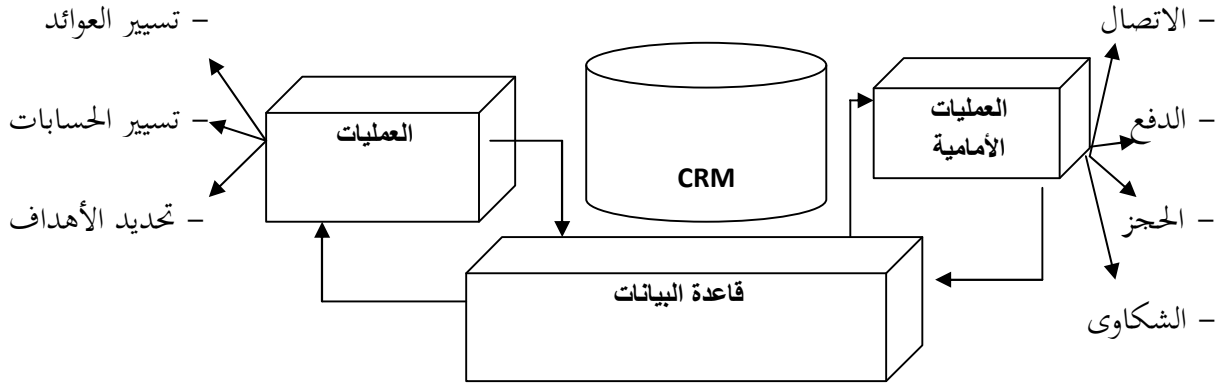 – الاتصال
– الدفع
– الحجز
– الشكاوى
العمليات
الأمامية
CRM
العمليات
قاعدة البيانات
– تسيير العوائد
– تسيير الحسابات
– تحديد الأهداف